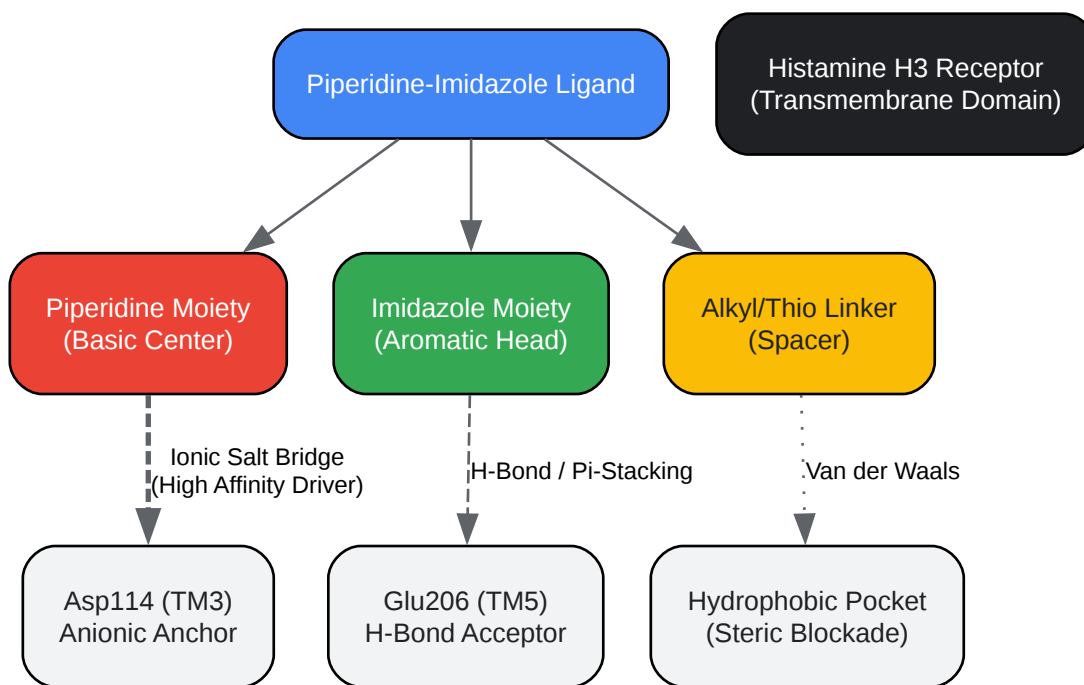 Piperidine-Imidazole Ligand
Histamine H3 Receptor
(Transmembrane Domain)
Piperidine Moiety
(Basic Center)
Imidazole Moiety
(Aromatic Head)
Alkyl/Thio Linker
(Spacer)
Ionic Salt Bridge
(High Affinity Driver)
H-Bond / Pi-Stacking
Van der Waals
Asp114 (TM3)
Anionic Anchor
Glu206 (TM5)
H-Bond Acceptor
Hydrophobic Pocket
(Steric Blockade)